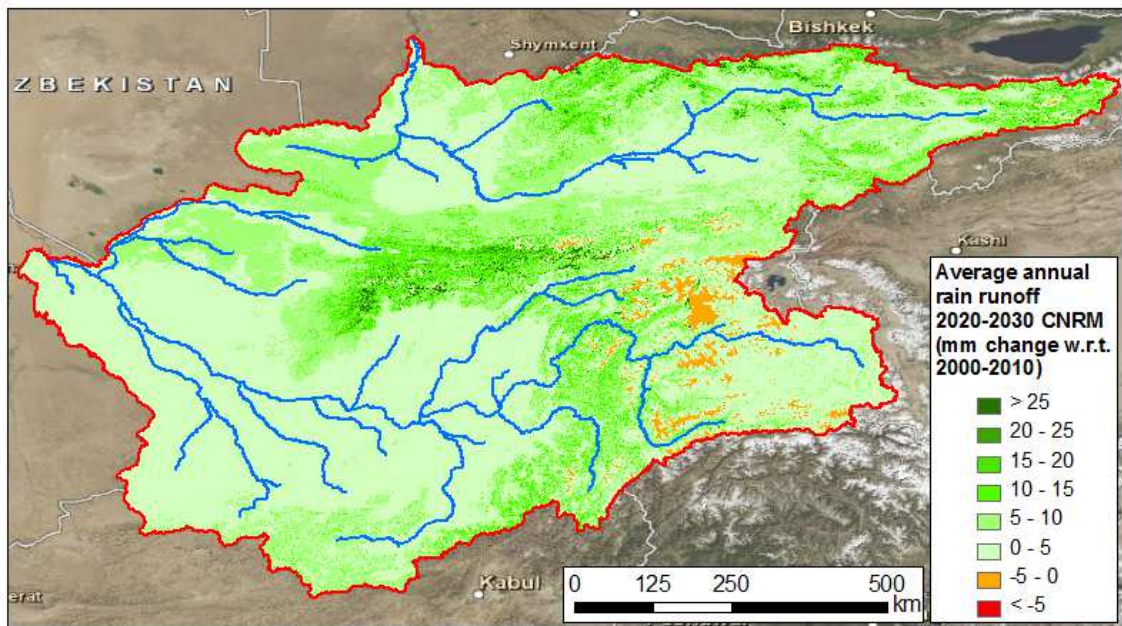 Bishkek
Shymkent
ZBEKISTAN
Kashi
Average annual
rain runoff
2020-2030 CNRM
(mm change w.r.t.
2000-2010)
> 25
20 - 25
15 - 20
10 - 15
5 - 10
0 - 5
-5 - 0
< -5
Kabul
erat
0 125 250 500
km